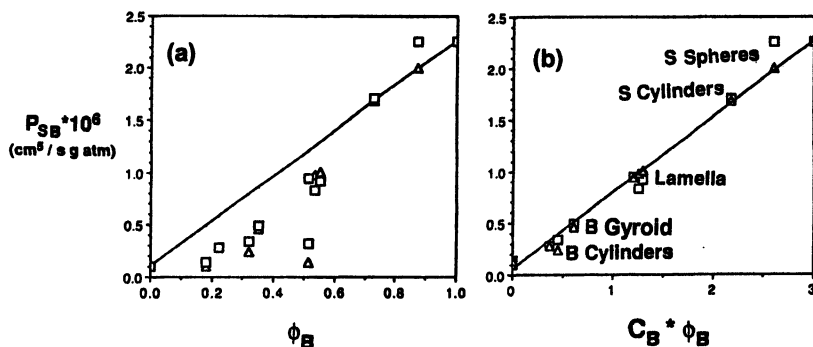 (a)
P_SB *10^6
(cm^5 / s g atm)
2.5
2.0
1.5
1.0
0.5
0.0
0.0 0.2 0.4 0.6 0.8 1.0
ϕ_B
(b)
S Spheres
S Cylinders
Lamella
B Gyroid
B Cylinders
2.5
2.0
1.5
1.0
0.5
0.0
0 1 2 3
C_B * ϕ_B